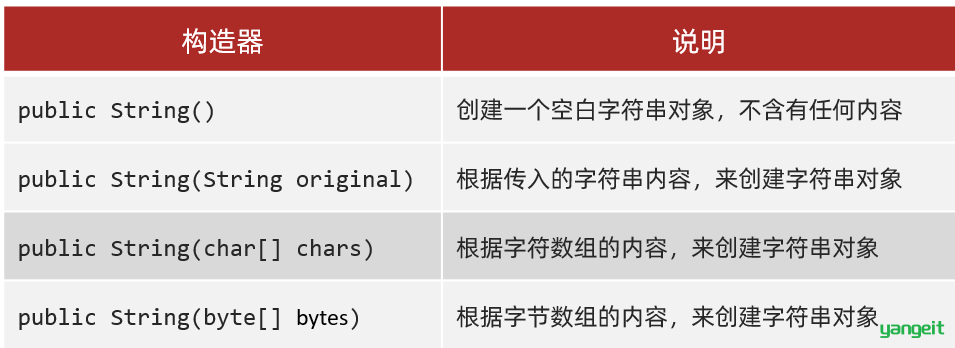 构造器 说明
public String() 创建一个空白字符串对象，不含有任何内容
public String(String original) 根据传入的字符串内容，来创建字符串对象
public String(char[] chars) 根据字符数组的内容，来创建字符串对象
public String(byte[] bytes) 根据字节数组的内容，来创建字符串对象
yangeit